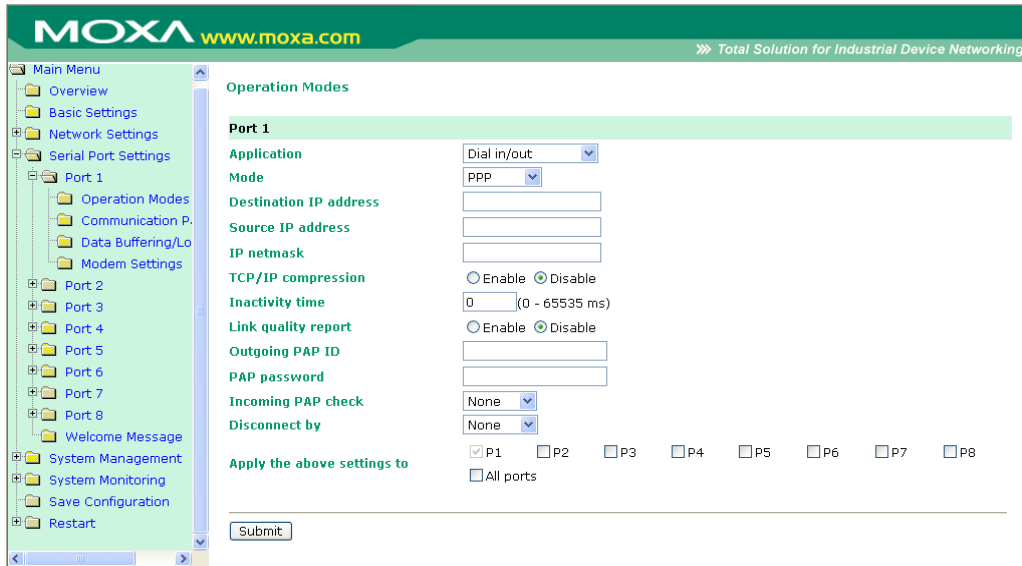 MOXA www.moxa.com
Total Solution for Industrial Device Networking
Main Menu
Overview
Basic Settings
Network Settings
Serial Port Settings
Port 1
Operation Modes
Communication P
Data Buffering/Lo
Modem Settings
Port 2
Port 3
Port 4
Port 5
Port 6
Port 7
Port 8
Welcome Message
System Management
System Monitoring
Save Configuration
Restart
Operation Modes
Port 1
Application Dial in/out
Mode PPP
Destination IP address
Source IP address
IP netmask
TCP/IP compression Enable Disable
Inactivity time 0 (0 - 65535 ms)
Link quality report Enable Disable
Outgoing PAP ID
PAP password
Incoming PAP check None
Disconnect by None
Apply the above settings to P1 P2 P3 P4 P5 P6 P7 P8
All ports
Submit